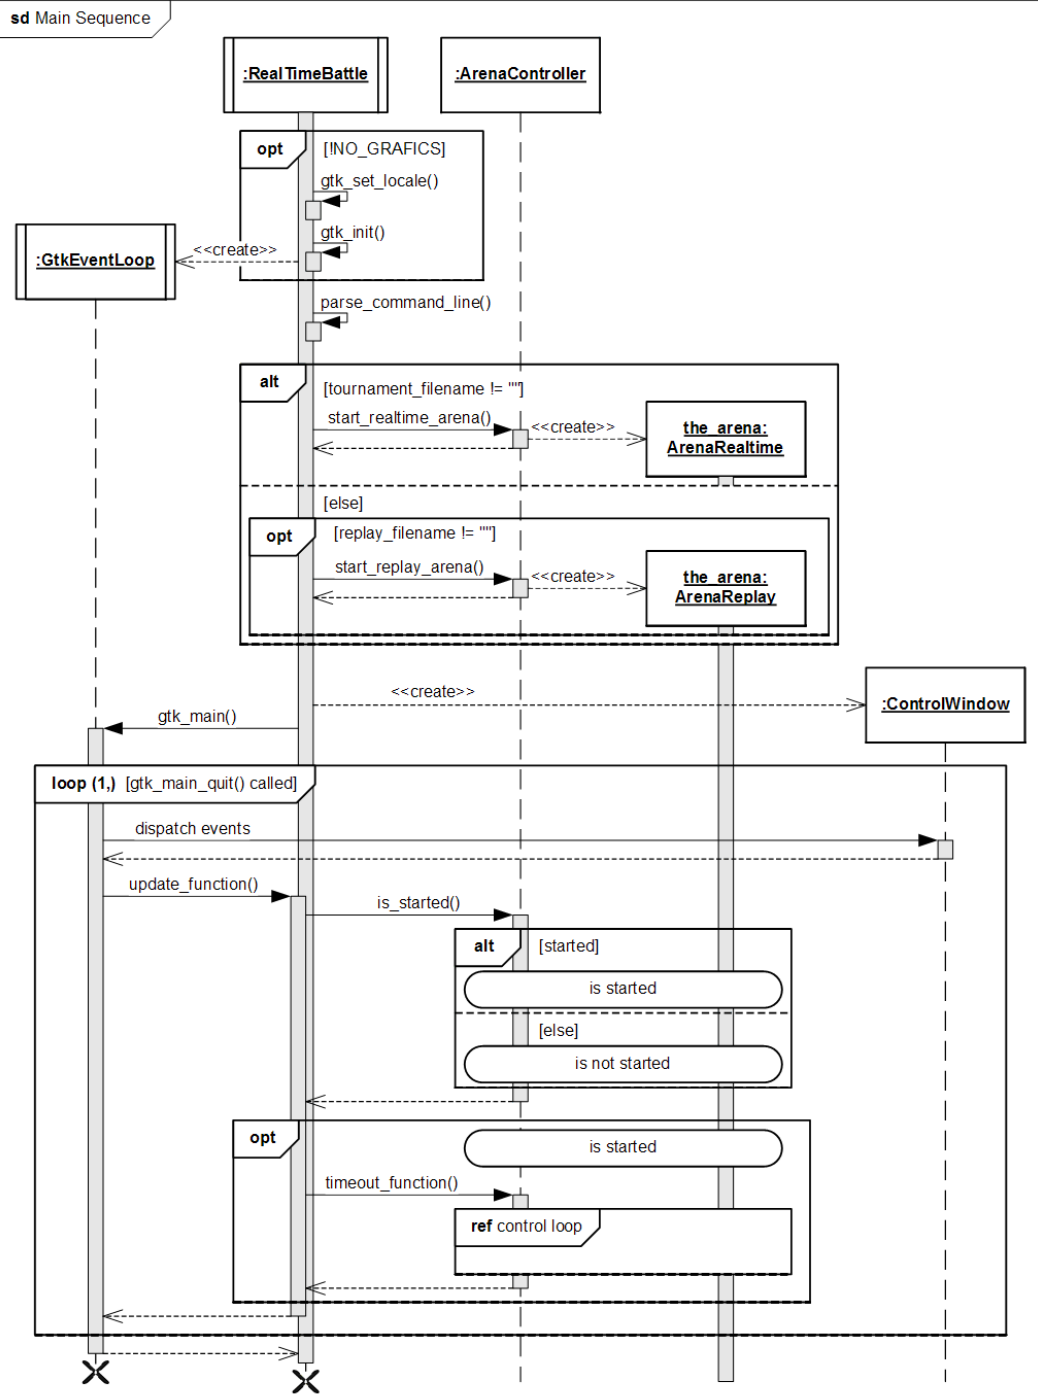 sd Main Sequence
:RealTimeBattle
:ArenaController
opt
[!NO_GRAFICS]
gtk_set_locale()
gtk_init()
<<create>>
:GtkEventLoop
parse_command_line()
alt
[tournament_filename != ""]
start_realtime_arena()
<<create>>
the_arena:
ArenaRealtime
[else]
opt
[replay_filename != ""]
start_replay_arena()
<<create>>
the_arena:
ArenaReplay
<<create>>
:ControlWindow
gtk_main()
loop (1,) [gtk_main_quit() called]
dispatch events
update_function()
is_started()
alt
[started]
is started
[else]
is not started
opt
is started
timeout_function()
ref control loop